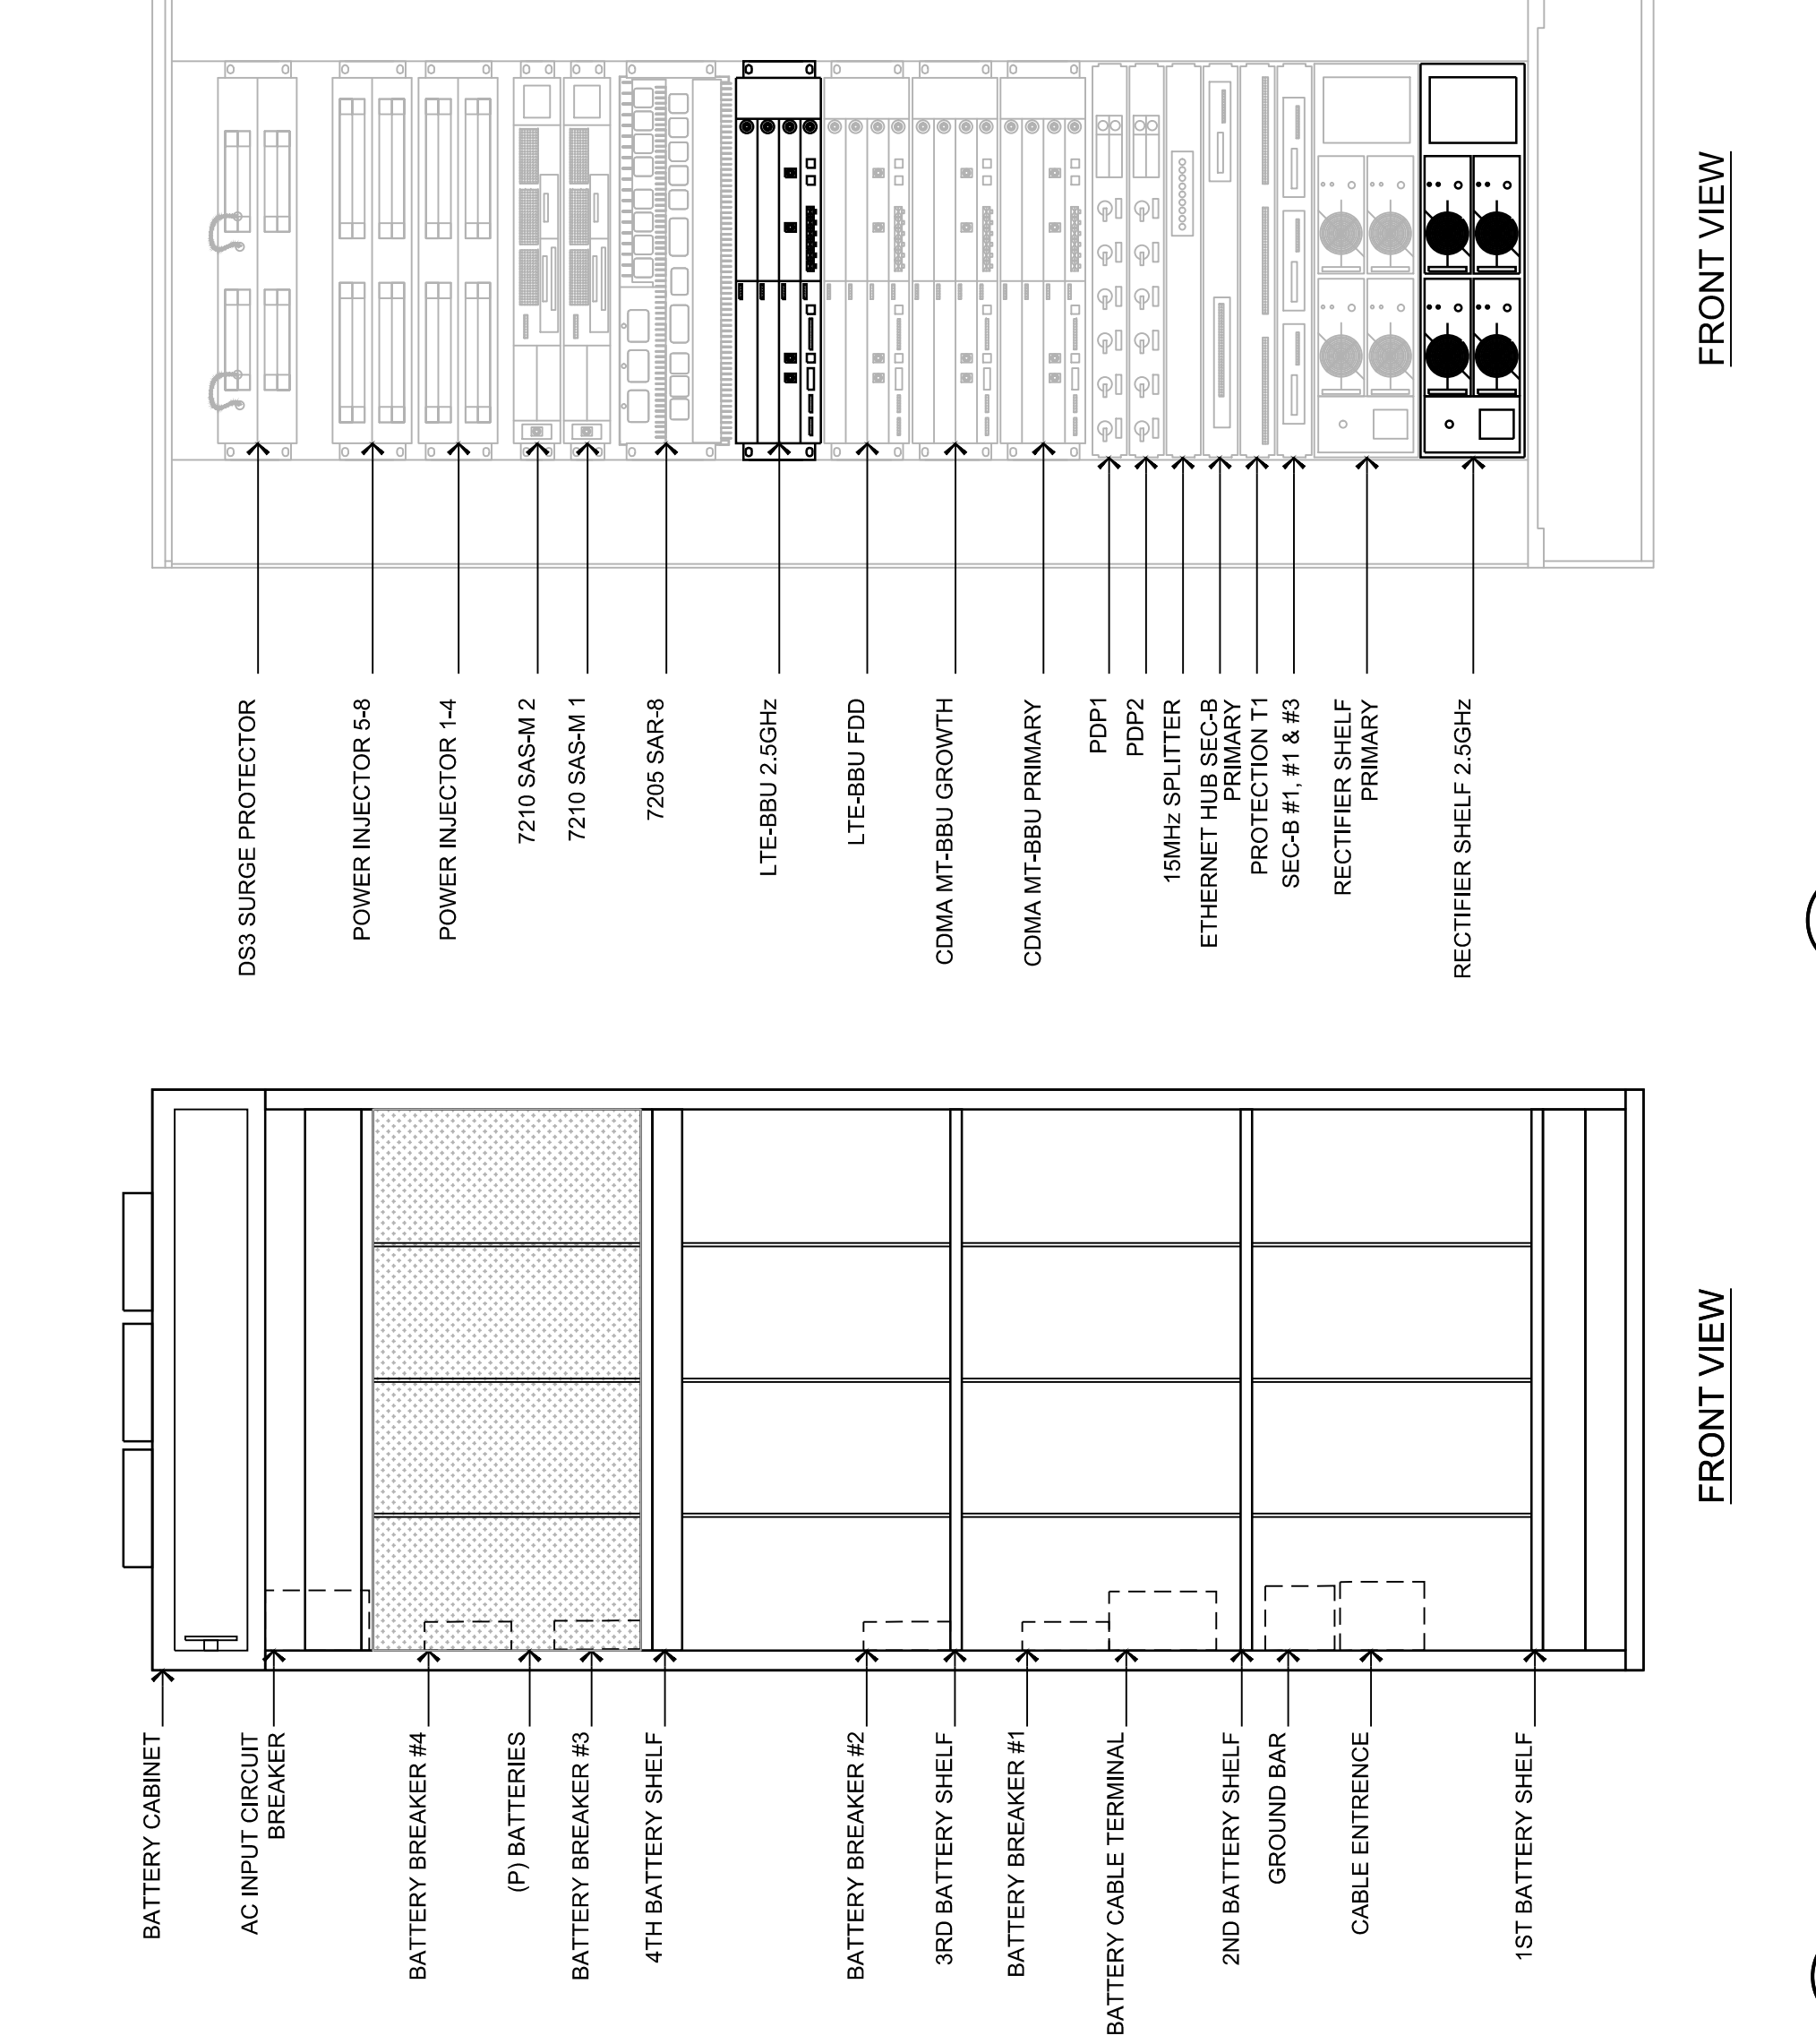 BATTERY CABINET
AC INPUT CIRCUIT
BREAKER
BATTERY BREAKER #4
(P) BATTERIES
BATTERY BREAKER #3
4TH BATTERY SHELF
BATTERY BREAKER #2
3RD BATTERY SHELF
BATTERY BREAKER #1
BATTERY CABLE TERMINAL
2ND BATTERY SHELF
GROUND BAR
CABLE ENTRENCE
1ST BATTERY SHELF
FRONT VIEW
DS3 SURGE PROTECTOR
POWER INJECTOR 5-8
POWER INJECTOR 1-4
7210 SAS-M 2
7210 SAS-M 1
7205 SAR-8
LTE-BBU 2.5GHz
LTE-BBU FDD
CDMA MT-BBU GROWTH
CDMA MT-BBU PRIMARY
PDP1
PDP2
15MHz SPLITTER
ETHERNET HUB SEC-B
PRIMARY
PROTECTION T1
SEC-B #1, #1 & #3
RECTIFIER SHELF
PRIMARY
RECTIFIER SHELF 2.5GHz
FRONT VIEW